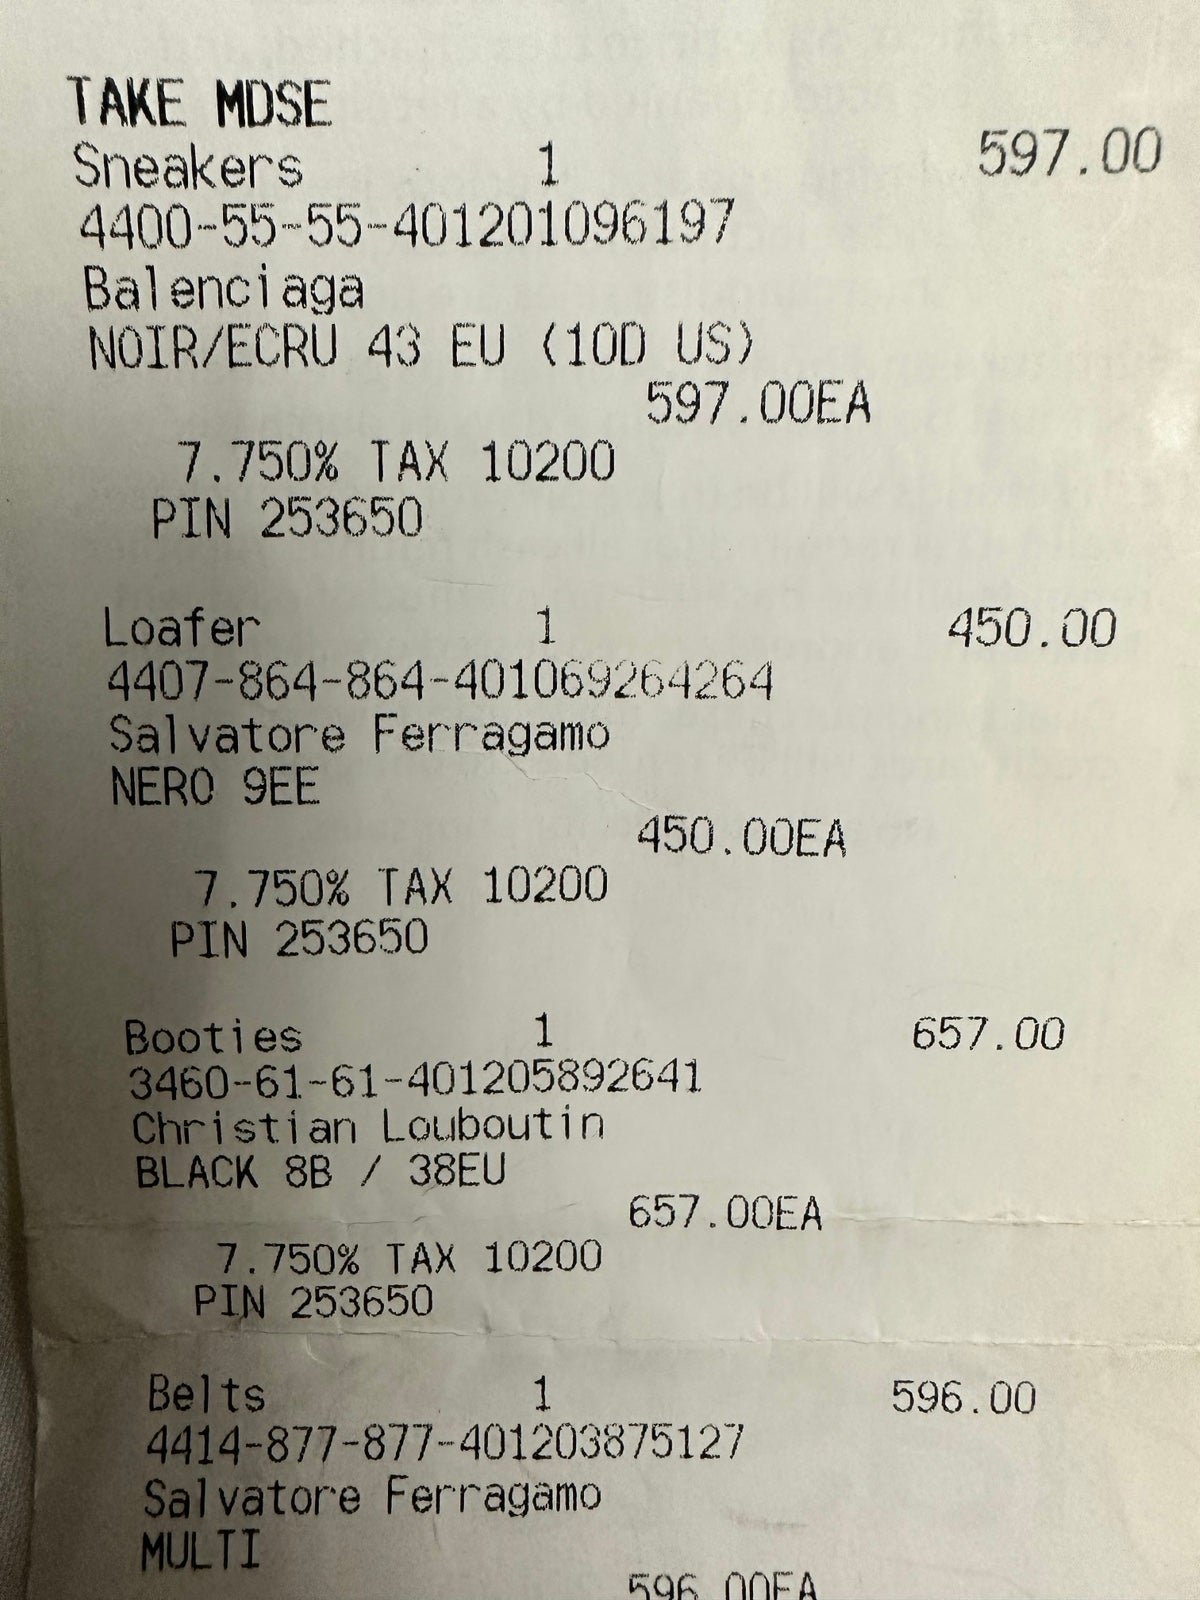 TAKE MDSE
Sneakers 1 597.00
4400-55-55-401201096197
Balenciaga
NOIR/ECRU 43 EU (10D US)
597.00EA
7.750% TAX 10200
PIN 253650
Loafer 1 450.00
4407-864-864-401069264264
Salvatore Ferragamo
NERO 9EE
450.00EA
7.750% TAX 10200
PIN 253650
Booties 1 657.00
3460-61-61-401205892641
Christian Louboutin
BLACK 8B / 38EU
657.00EA
7.750% TAX 10200
PIN 253650
Belts 1 596.00
4414-877-877-401203875127
Salvatore Ferragamo
MULTI
596.00EA